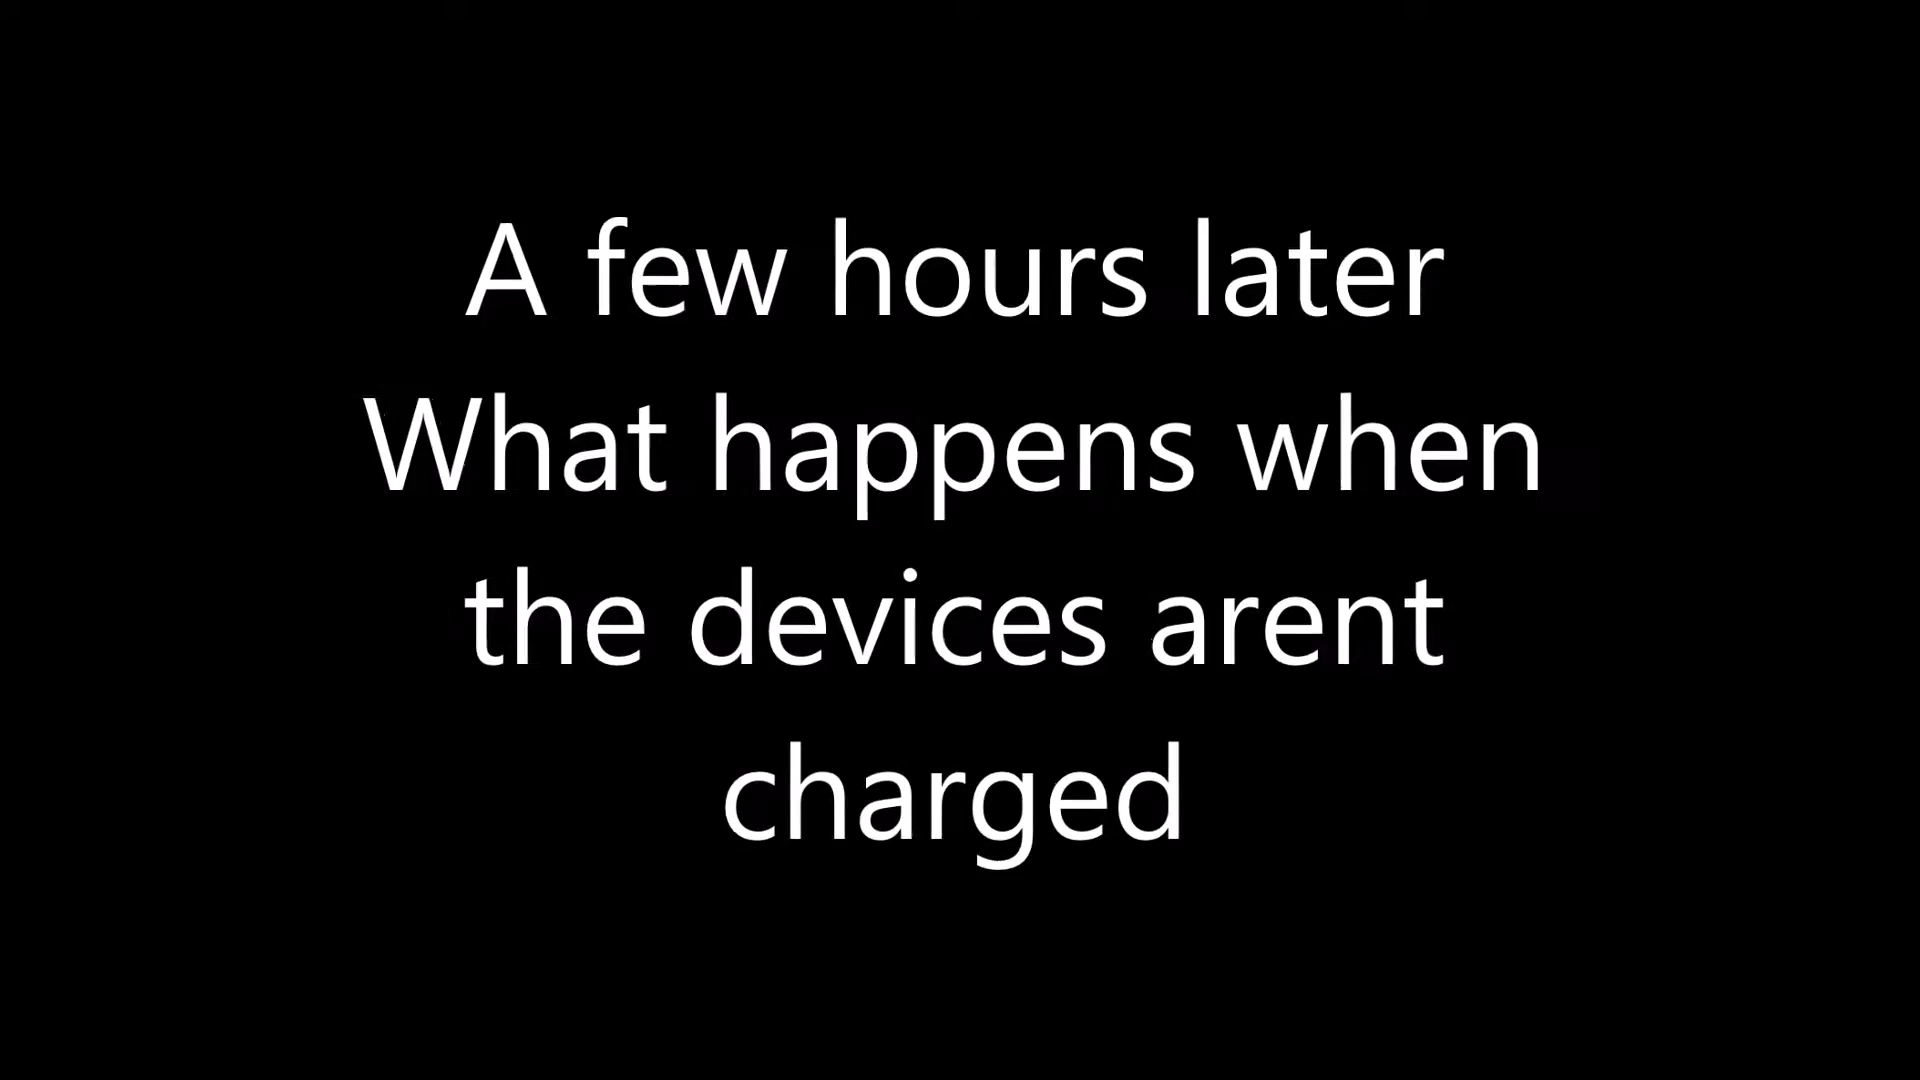 A few hours later
What happens when
the devices arent
charged